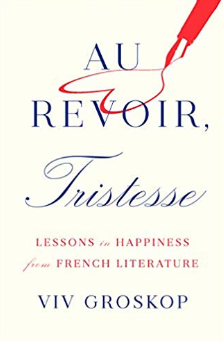 AU
REVOIR,
Tristesse
LESSONS in HAPPINESS
from FRENCH LITERATURE
VIV GROSKOP